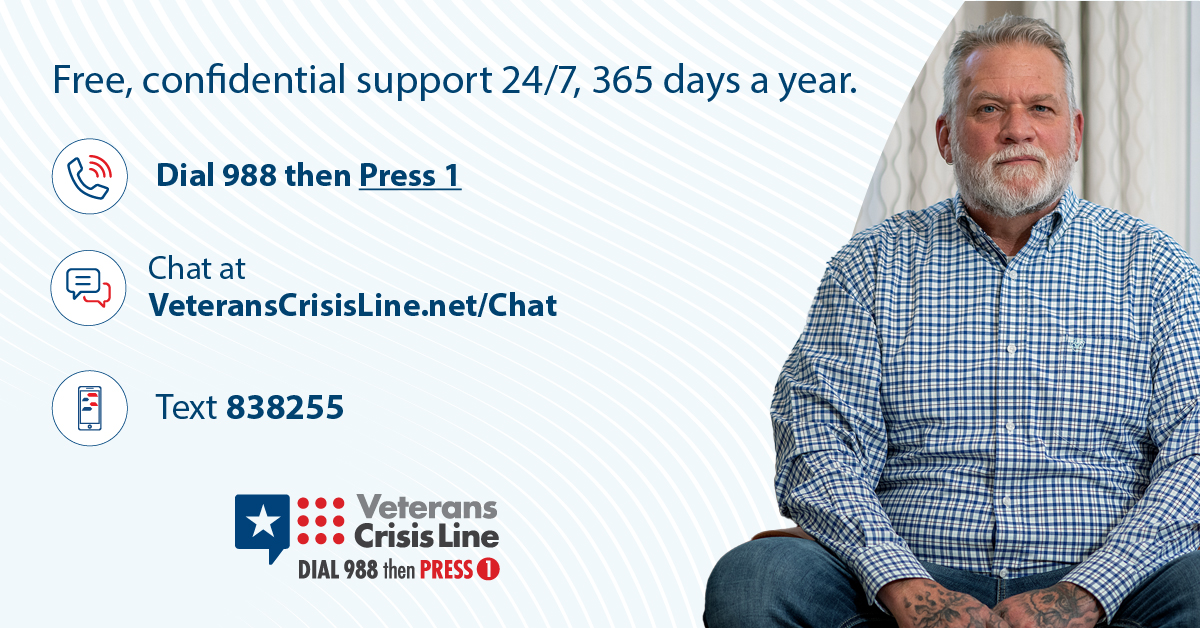 Free, confidential support 24/7, 365 days a year.
Dial 988 then Press 1
Chat at
VeteransCrisisLine.net/Chat
Text 838255
Veterans
Crisis Line
DIAL 988 then PRESS 1